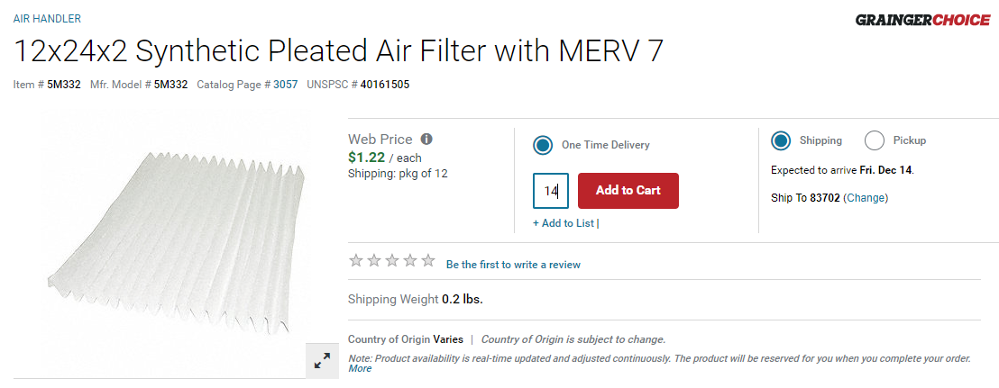 AIR HANDLER
GRAINGERCHOICE
12x24x2 Synthetic Pleated Air Filter with MERV 7
Item # 5M332 Mfr. Model # 5M332 Catalog Page # 3057 UNSPSC # 40161505
Web Price
$1.22 / each
Shipping: pkg of 12
One Time Delivery
14
Add to Cart
+ Add to List |
Shipping
Pickup
Expected to arrive Fri. Dec 14.
Ship To 83702 (Change)
Be the first to write a review
Shipping Weight 0.2 lbs.
Country of Origin Varies | Country of Origin is subject to change.
Note: Product availability is real-time updated and adjusted continuously. The product will be reserved for you when you complete your order.
More